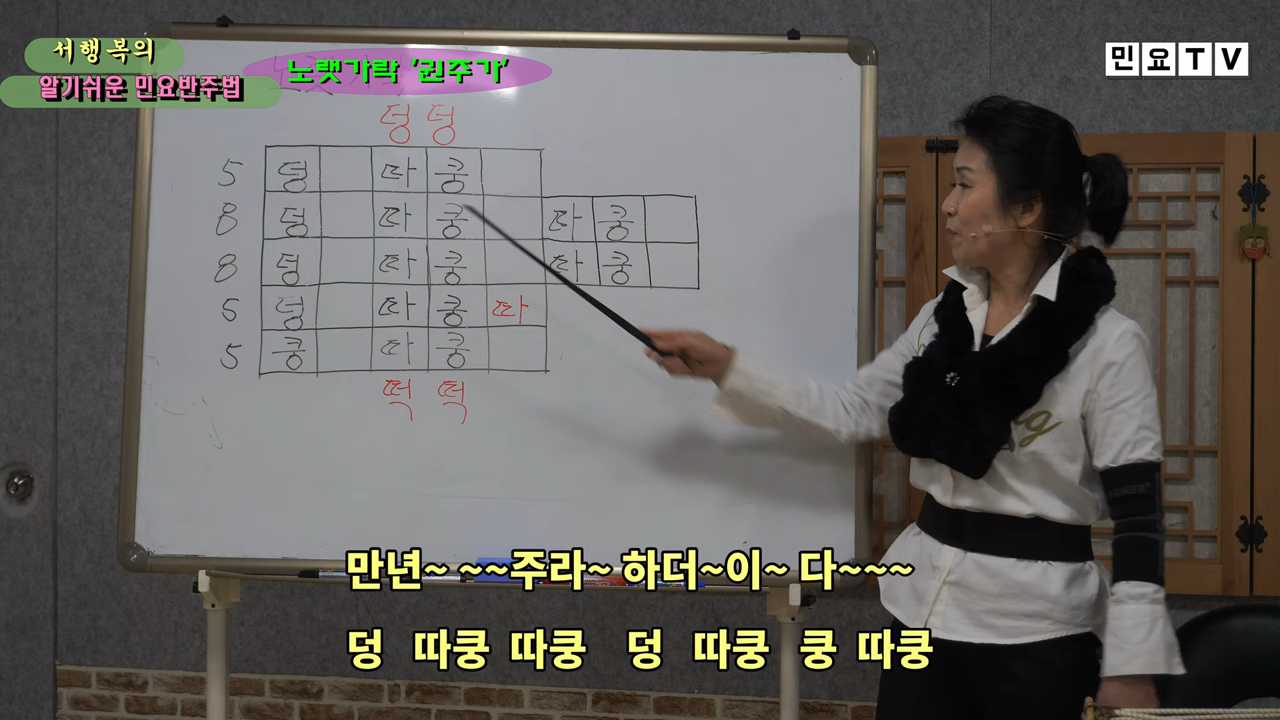 서행복의
알기쉬운 민요반주법
노랫가락 '권주가'
민요TV
덩 덩
5 덩 따 쿵
8 덩 따 쿵 따 쿵
8 덩 따 쿵 따 쿵
5 덩 따 쿵 따
5 쿵 따 쿵
떡 떡
만년~ ~~주라~ 하더~이~ 다~~~
덩 따쿵 따쿵 덩 따쿵 쿵 따쿵